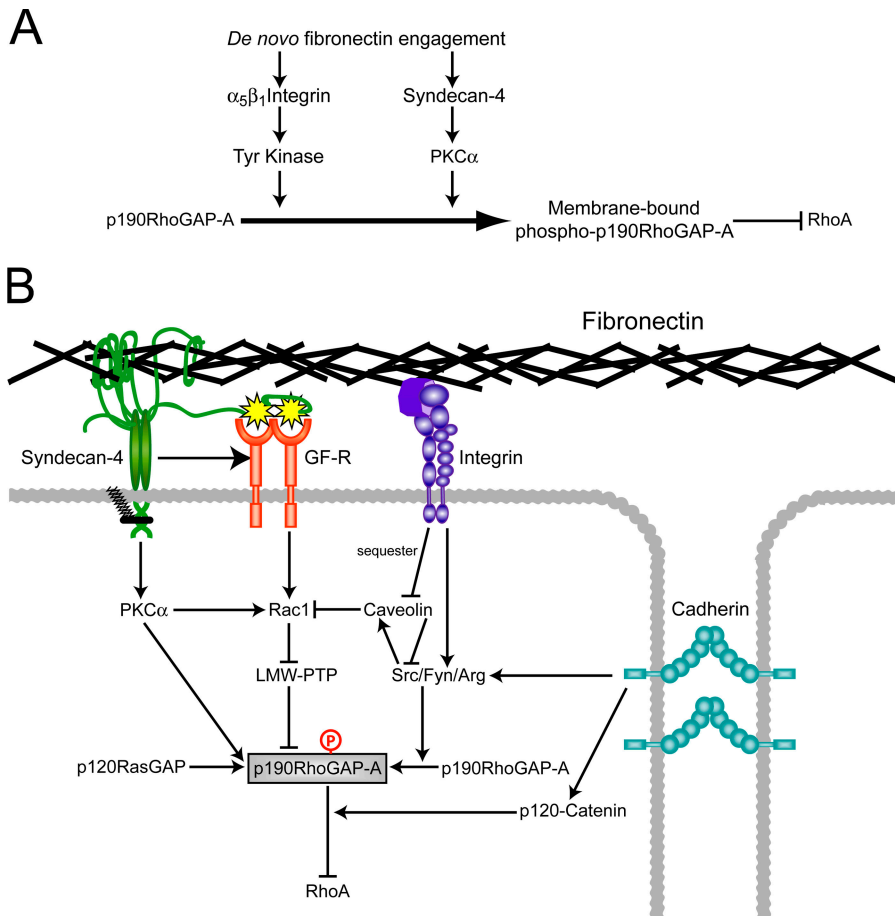 A
De novo fibronectin engagement
α5β1Integrin
Syndecan-4
Tyr Kinase
PKCα
p190RhoGAP-A
Membrane-bound
phospho-p190RhoGAP-A
RhoA
B
Fibronectin
Syndecan-4
GF-R
Integrin
sequester
PKCα
Rac1
Caveolin
Cadherin
LMW-PTP
Src/Fyn/Arg
P
p120RasGAP
p190RhoGAP-A
p190RhoGAP-A
p120-Catenin
RhoA